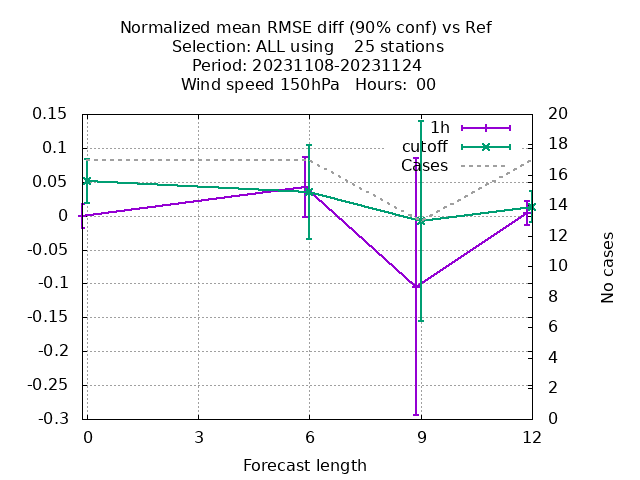 Normalized mean RMSE diff (90% conf) vs Ref
Selection: ALL using    25 stations
Period: 20231108-20231124
Wind speed 150hPa   Hours:  00
0.15
0.1
0.05
0
-0.05
-0.1
-0.15
-0.2
-0.25
-0.3
1h
cutoff
Cases
20
18
16
14
12
10
8
6
4
2
0
No cases
0 3 6 9 12
Forecast length